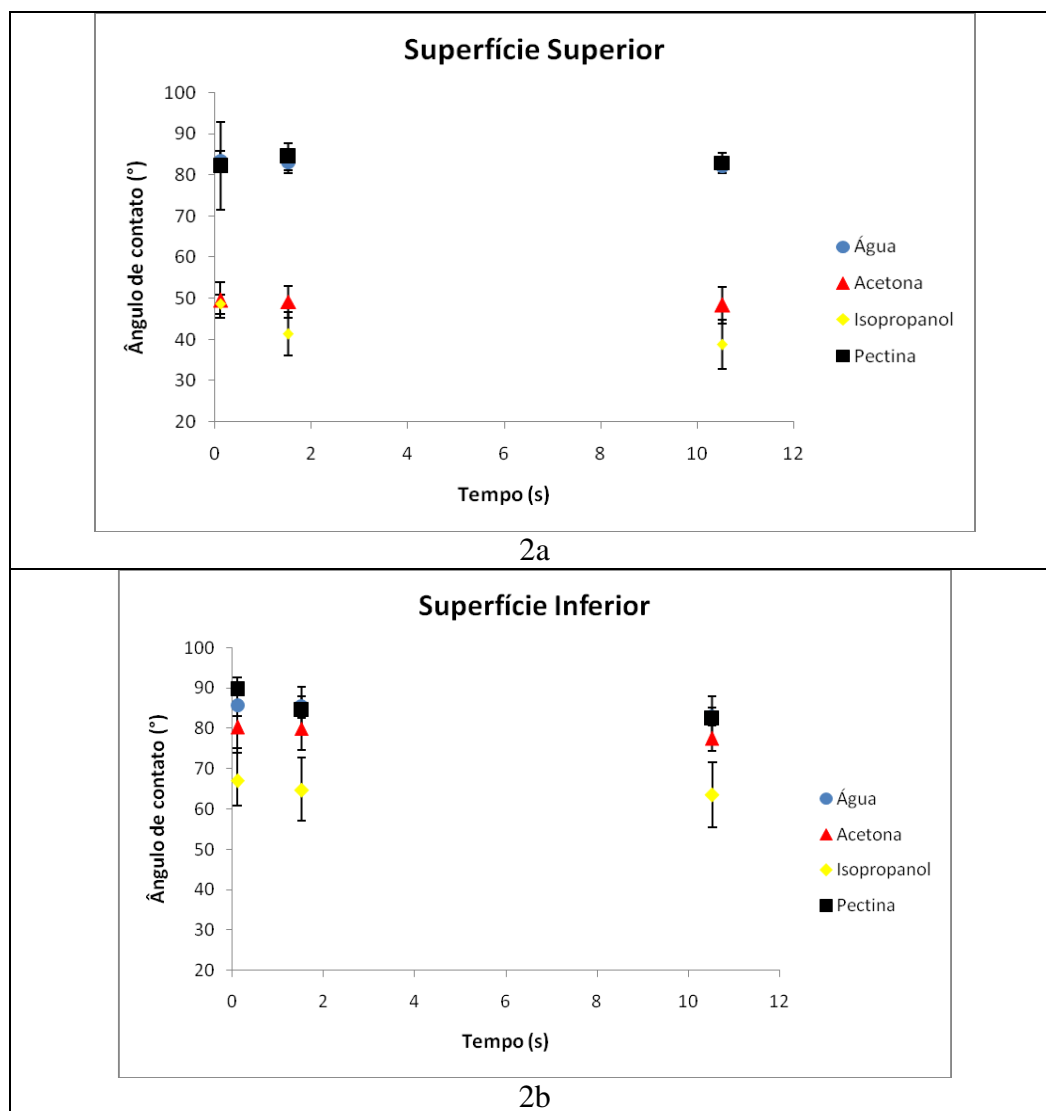 Superfície Superior
Ângulo de contato (°)
100
90
80
70
60
50
40
30
20
0 2 4 6 8 10 12
Tempo (s)
Água
Acetona
Isopropanol
Pectina
2a
Superfície Inferior
Ângulo de contato (°)
100
90
80
70
60
50
40
30
20
0 2 4 6 8 10 12
Tempo (s)
Água
Acetona
Isopropanol
Pectina
2b